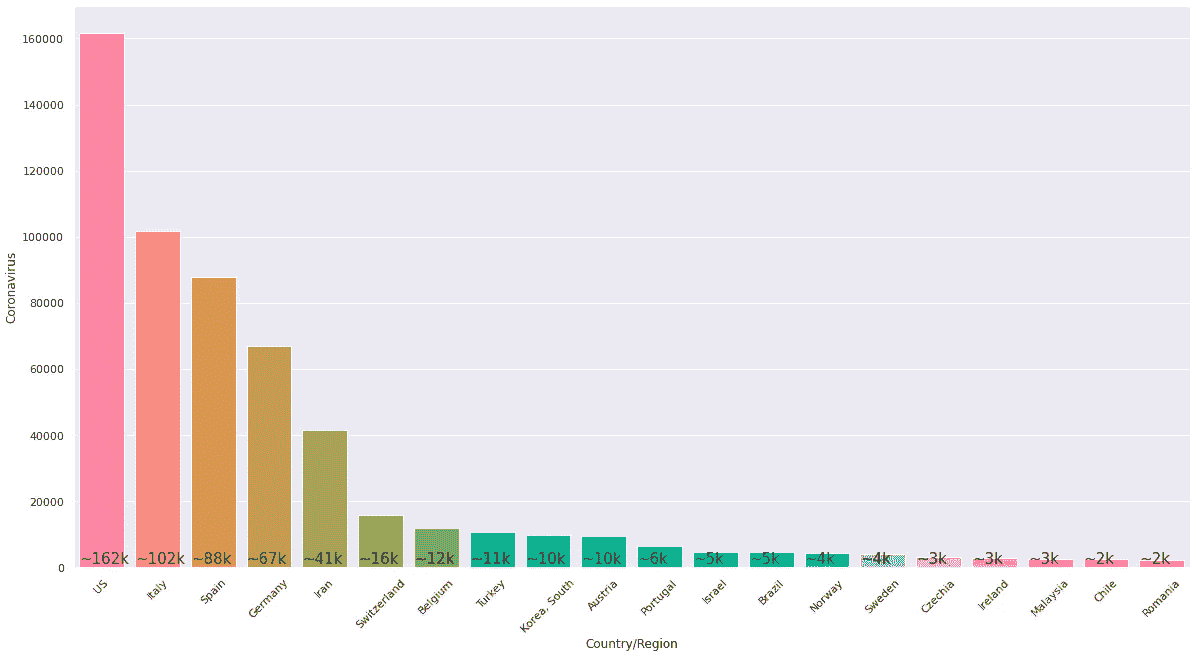 160000
140000
120000
100000
80000
60000
40000
20000
0
Coronavirus
~162k ~102k ~88k ~67k ~41k ~16k ~12k ~11k ~10k ~10k ~6k ~5k ~5k ~4k ~4k ~3k ~3k ~3k ~2k ~2k
US Italy Spain Germany Iran Switzerland Belgium Turkey Korea, South Austria Portugal Israel Brazil Norway Sweden Czechia Ireland Malaysia Chile Romania
Country/Region